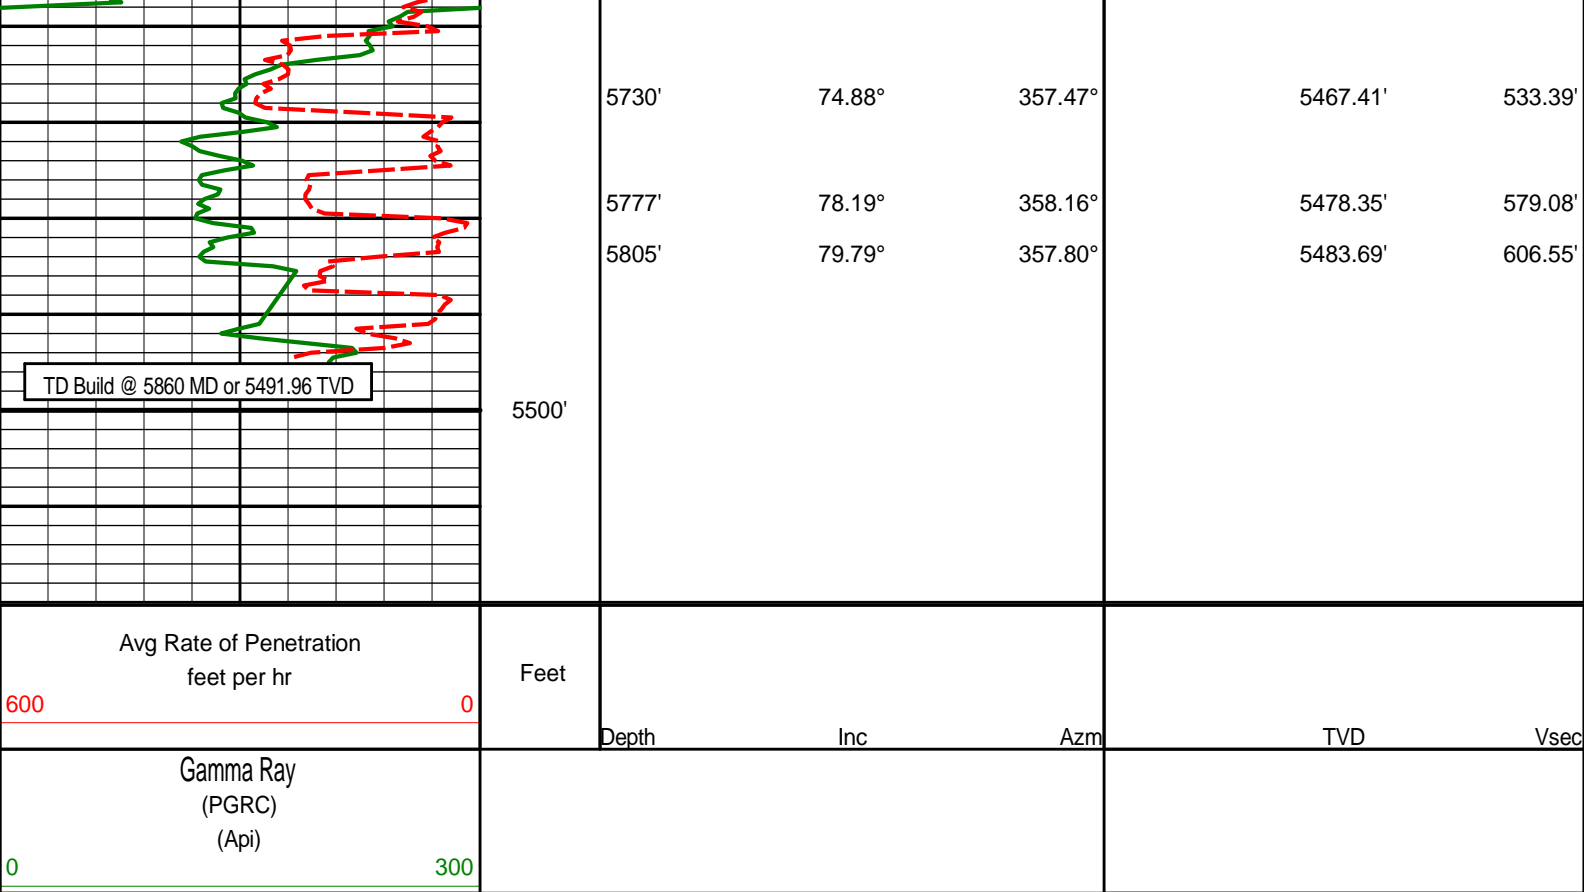 5730' 74.88° 357.47° 5467.41' 533.39'
5777' 78.19° 358.16° 5478.35' 579.08'
5805' 79.79° 357.80° 5483.69' 606.55'
TD Build @ 5860 MD or 5491.96 TVD
5500'
Avg Rate of Penetration
feet per hr
600 0
Feet
Depth Inc Azm TVD Vsec
Gamma Ray
(PGRC)
(Api)
0 300